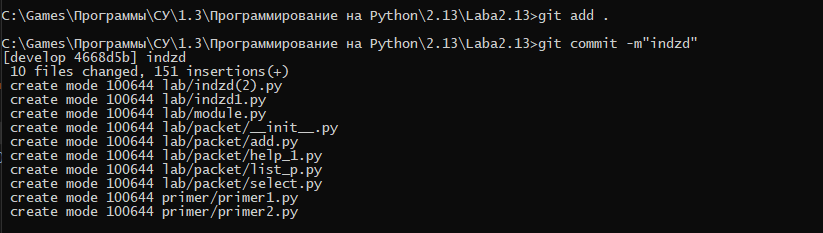 C:\Games\Программы\СУ\1.3\Программирование на Python\2.13\Laba2.13>git add .
C:\Games\Программы\СУ\1.3\Программирование на Python\2.13\Laba2.13>git commit -m"indzd"
[develop 4668d5b] indzd
10 files changed, 151 insertions(+)
create mode 100644 lab/indzd(2).py
create mode 100644 lab/indzd1.py
create mode 100644 lab/module.py
create mode 100644 lab/packet/__init__.py
create mode 100644 lab/packet/add.py
create mode 100644 lab/packet/help_1.py
create mode 100644 lab/packet/list_p.py
create mode 100644 lab/packet/select.py
create mode 100644 primer/primer1.py
create mode 100644 primer/primer2.py